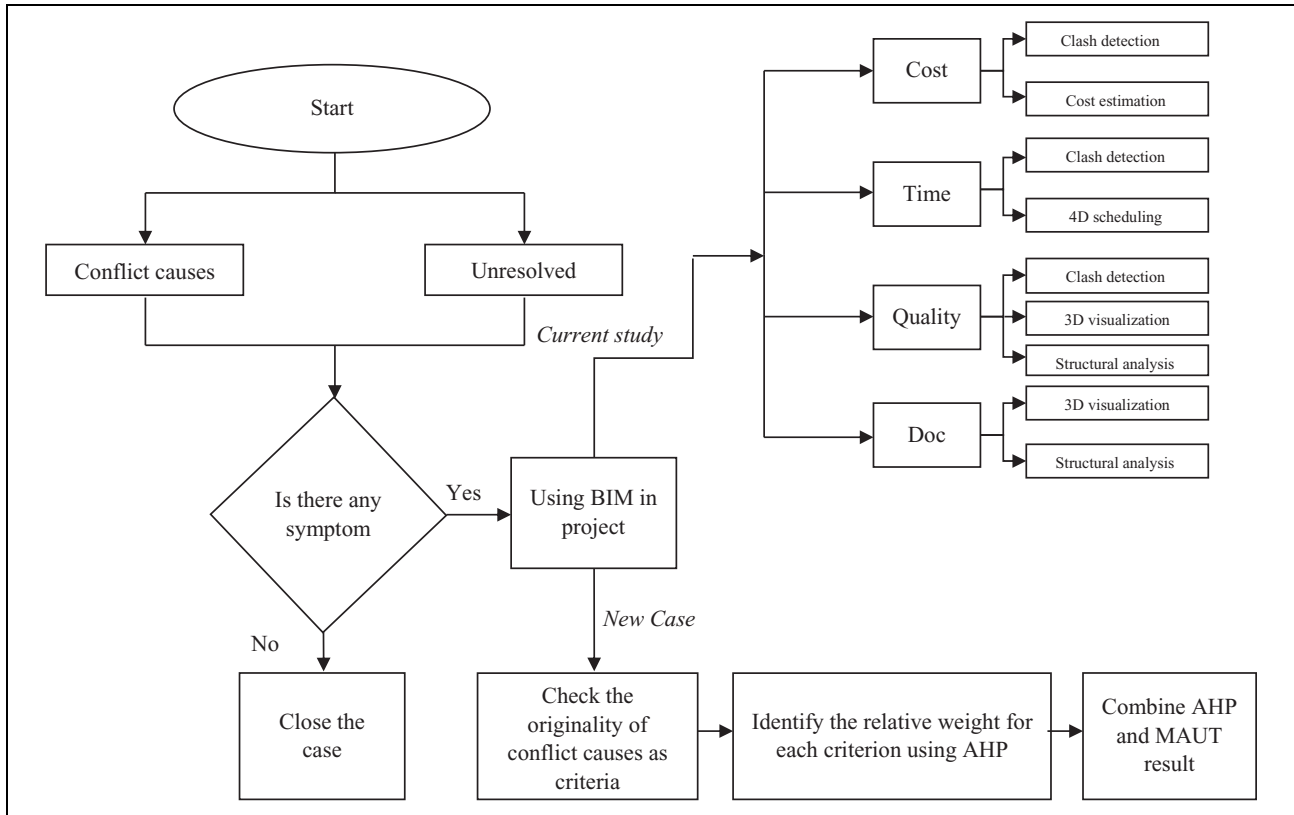 Start
Conflict causes
Unresolved
Current study
Is there any
symptom
Yes
No
Using BIM in
project
New Case
Close the
case
Check the
originality of
conflict causes as
criteria
Identify the relative weight for
each criterion using AHP
Combine AHP
and MAUT
result
Cost
Clash detection
Cost estimation
Time
Clash detection
4D scheduling
Quality
Clash detection
3D visualization
Structural analysis
Doc
3D visualization
Structural analysis